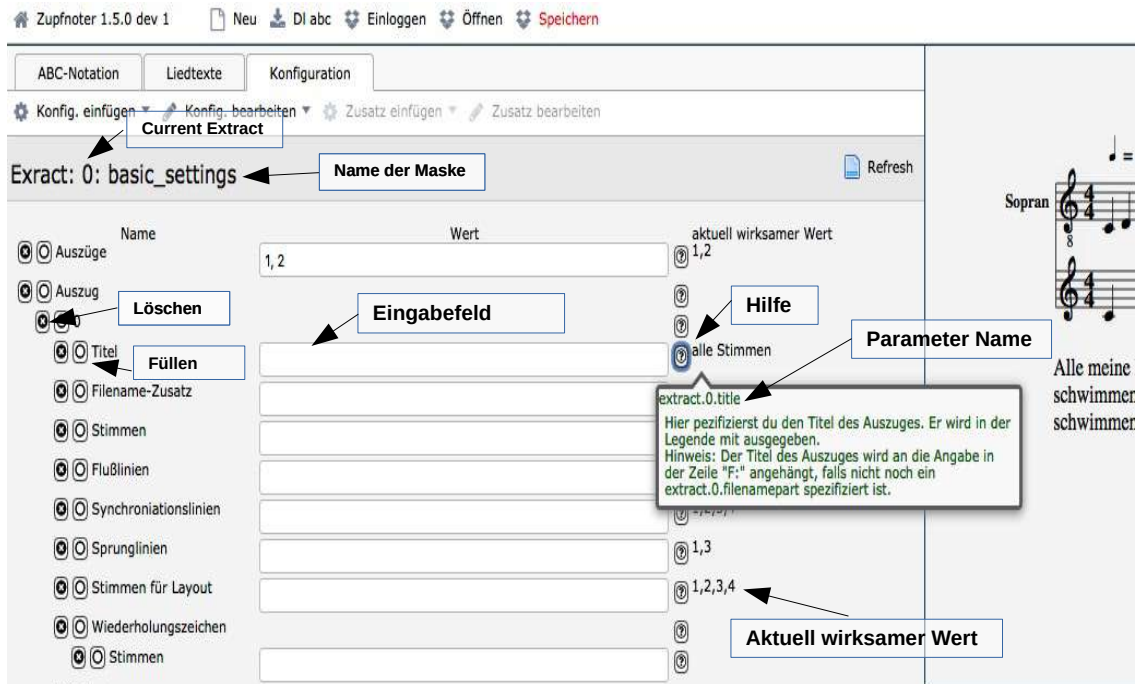 Zupfnoter 1.5.0 dev 1 Neu Dl abc Einloggen Öffnen Speichern
ABC-Notation Liedtexte Konfiguration
Konfig. einfügen Konfig. bearbeiten Zusatz einfügen Zusatz bearbeiten
Current Extract
Exract: 0: basic_settings
Name der Maske
Refresh
Name Wert aktuell wirksamer Wert
Auszüge 1, 2 1,2
Auszug
Löschen
0
Eingabefeld
Hilfe
Parameter Name
Titel alle Stimmen
Füllen
Filename-Zusatz
extract.0.title
Hier pezifizierst du den Titel des Auszuges. Er wird in der
Legende mit ausgegeben.
Hinweis: Der Titel des Auszuges wird an die Angabe in
der Zeile "F:" angehängt, falls nicht noch ein
extract.0.filenamepart spezifiziert ist.
Stimmen
Flußlinien
Synchroniationslinien
Sprunglinien 1,3
Stimmen für Layout 1,2,3,4
Wiederholungszeichen
Aktuell wirksamer Wert
Stimmen
Sopran
8
Alle meine
schwimmen
schwimmen